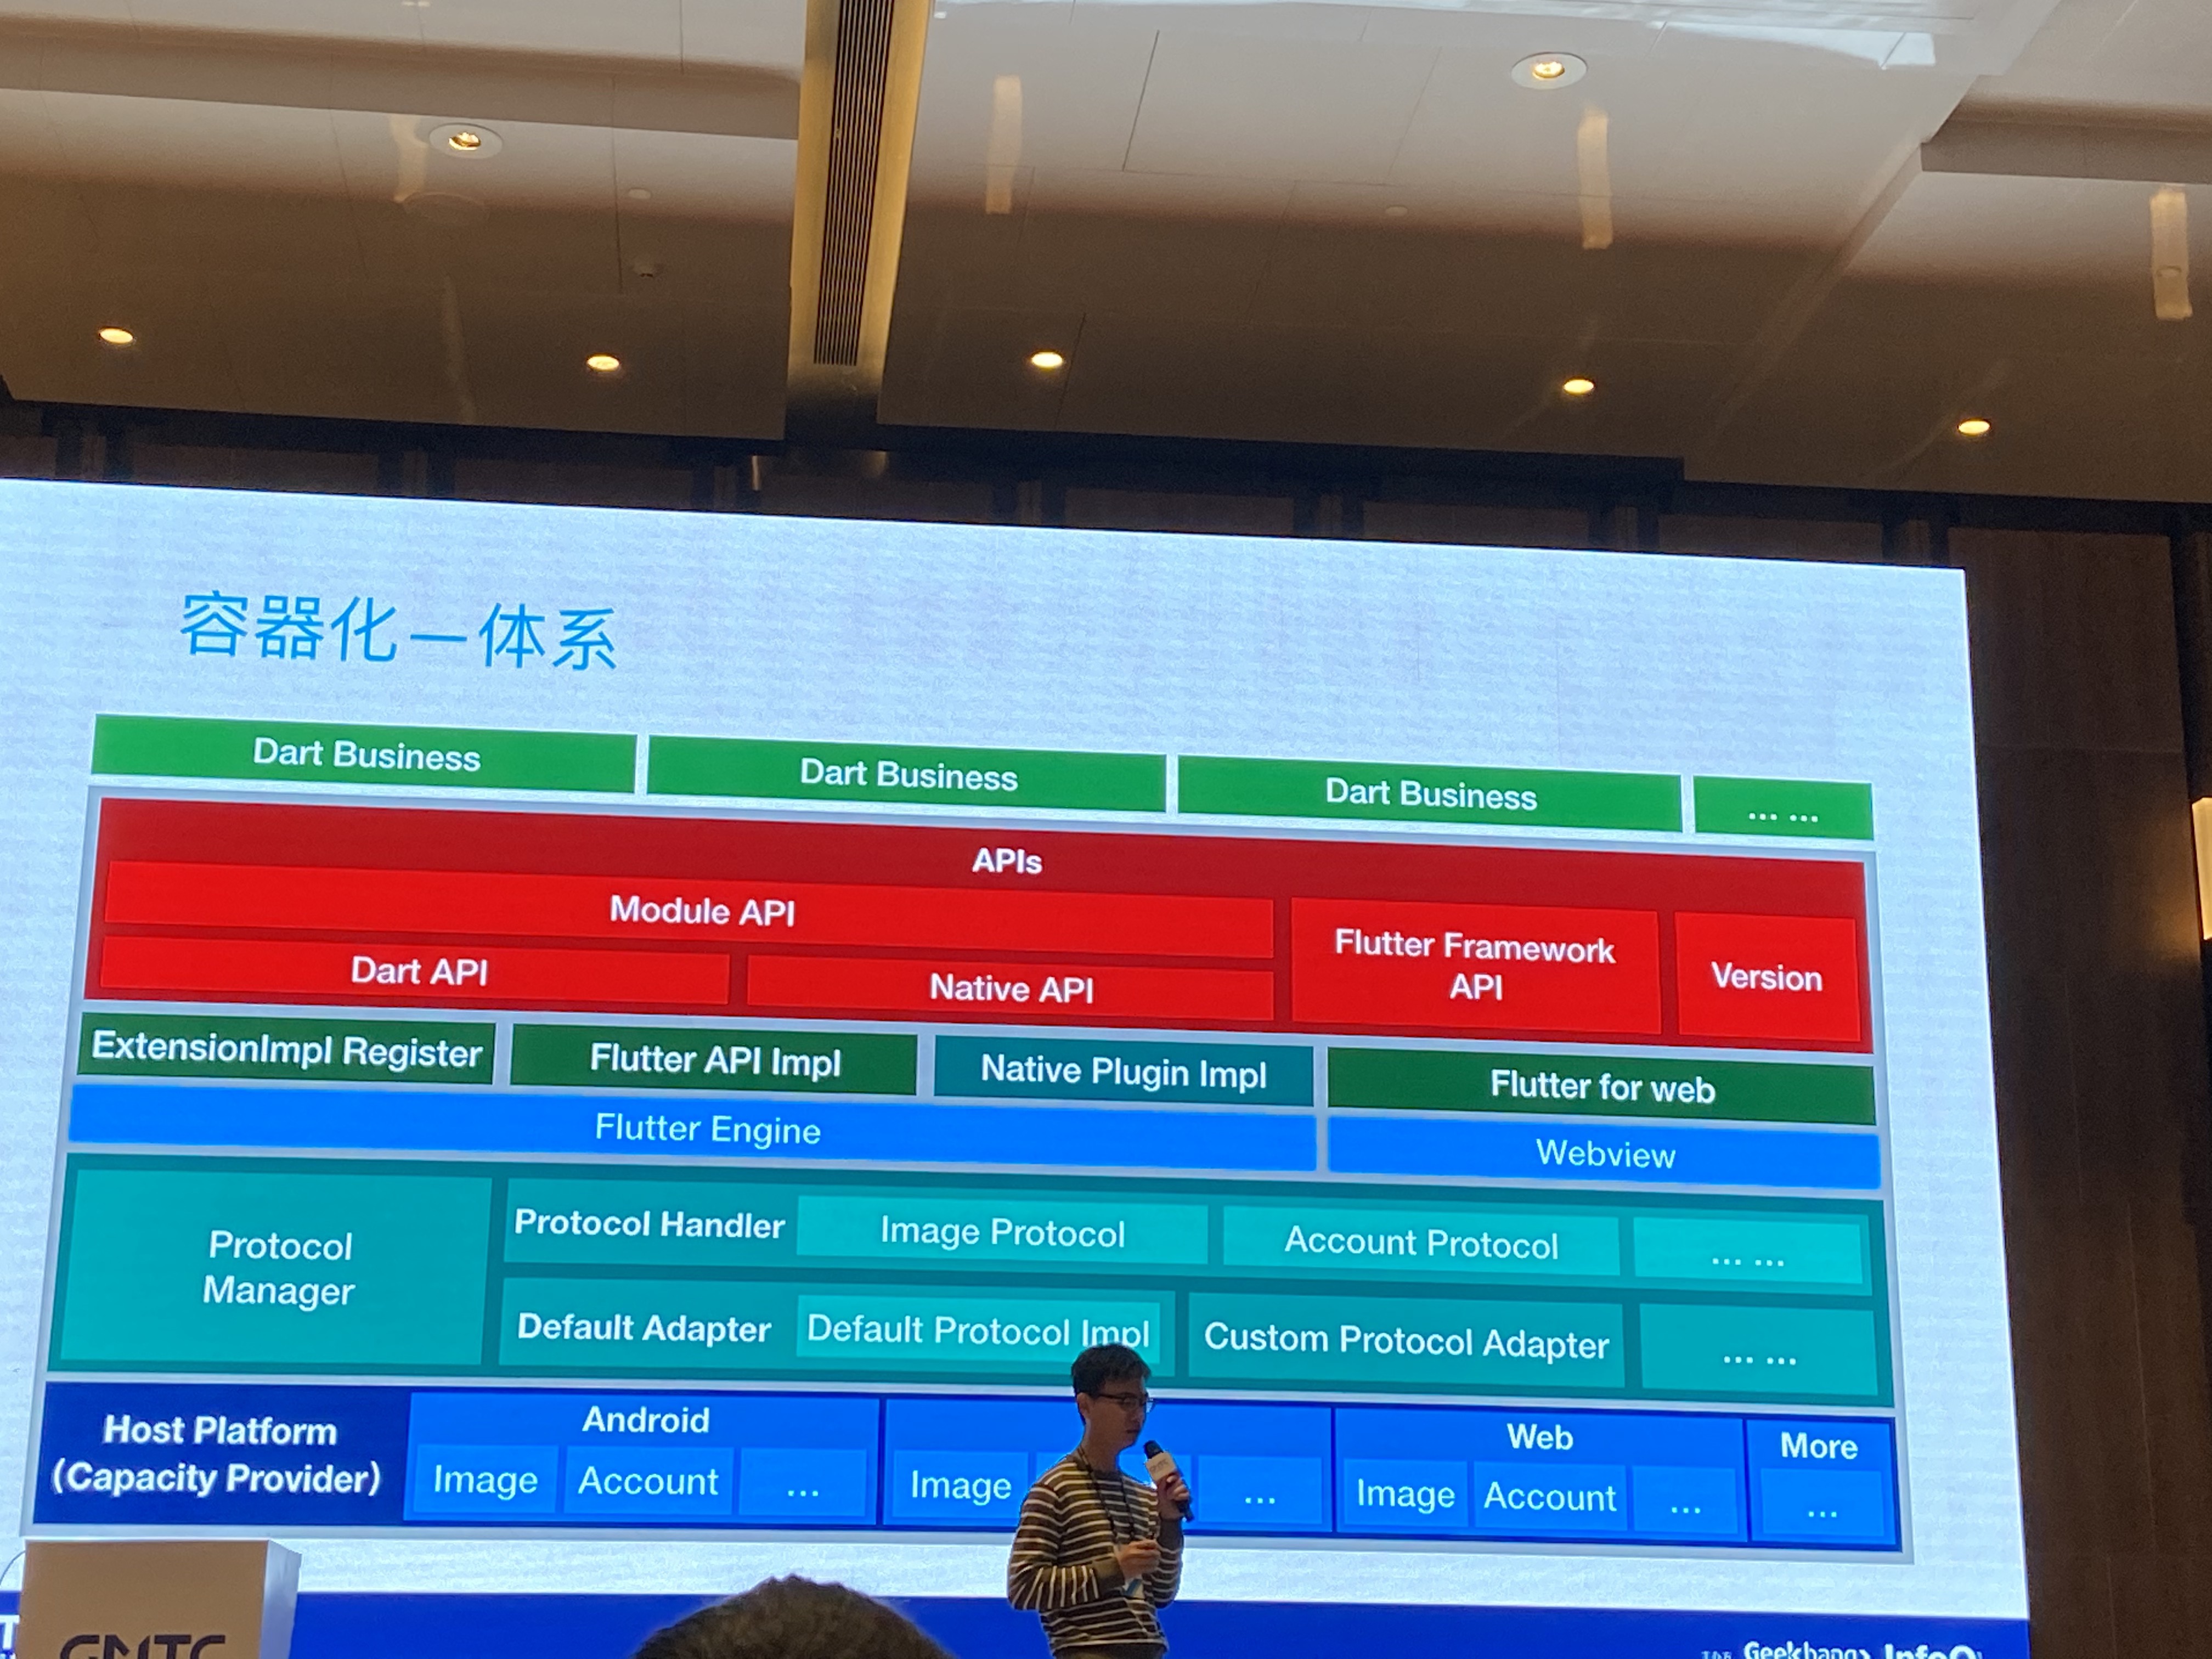 容器化—体系
Dart Business
Dart Business
Dart Business
... ...
APIs
Module API
Dart API
Native API
Flutter Framework
API
Version
ExtensionImpl Register
Flutter API Impl
Native Plugin Impl
Flutter for web
Flutter Engine
Webview
Protocol
Manager
Protocol Handler
Image Protocol
Account Protocol
... ...
Default Adapter
Default Protocol Impl
Custom Protocol Adapter
... ...
Host Platform
(Capacity Provider)
Android
Image
Account
...
Image
...
Web
Image
Account
...
More
...
GMTC
Geekbang>
InfoQ